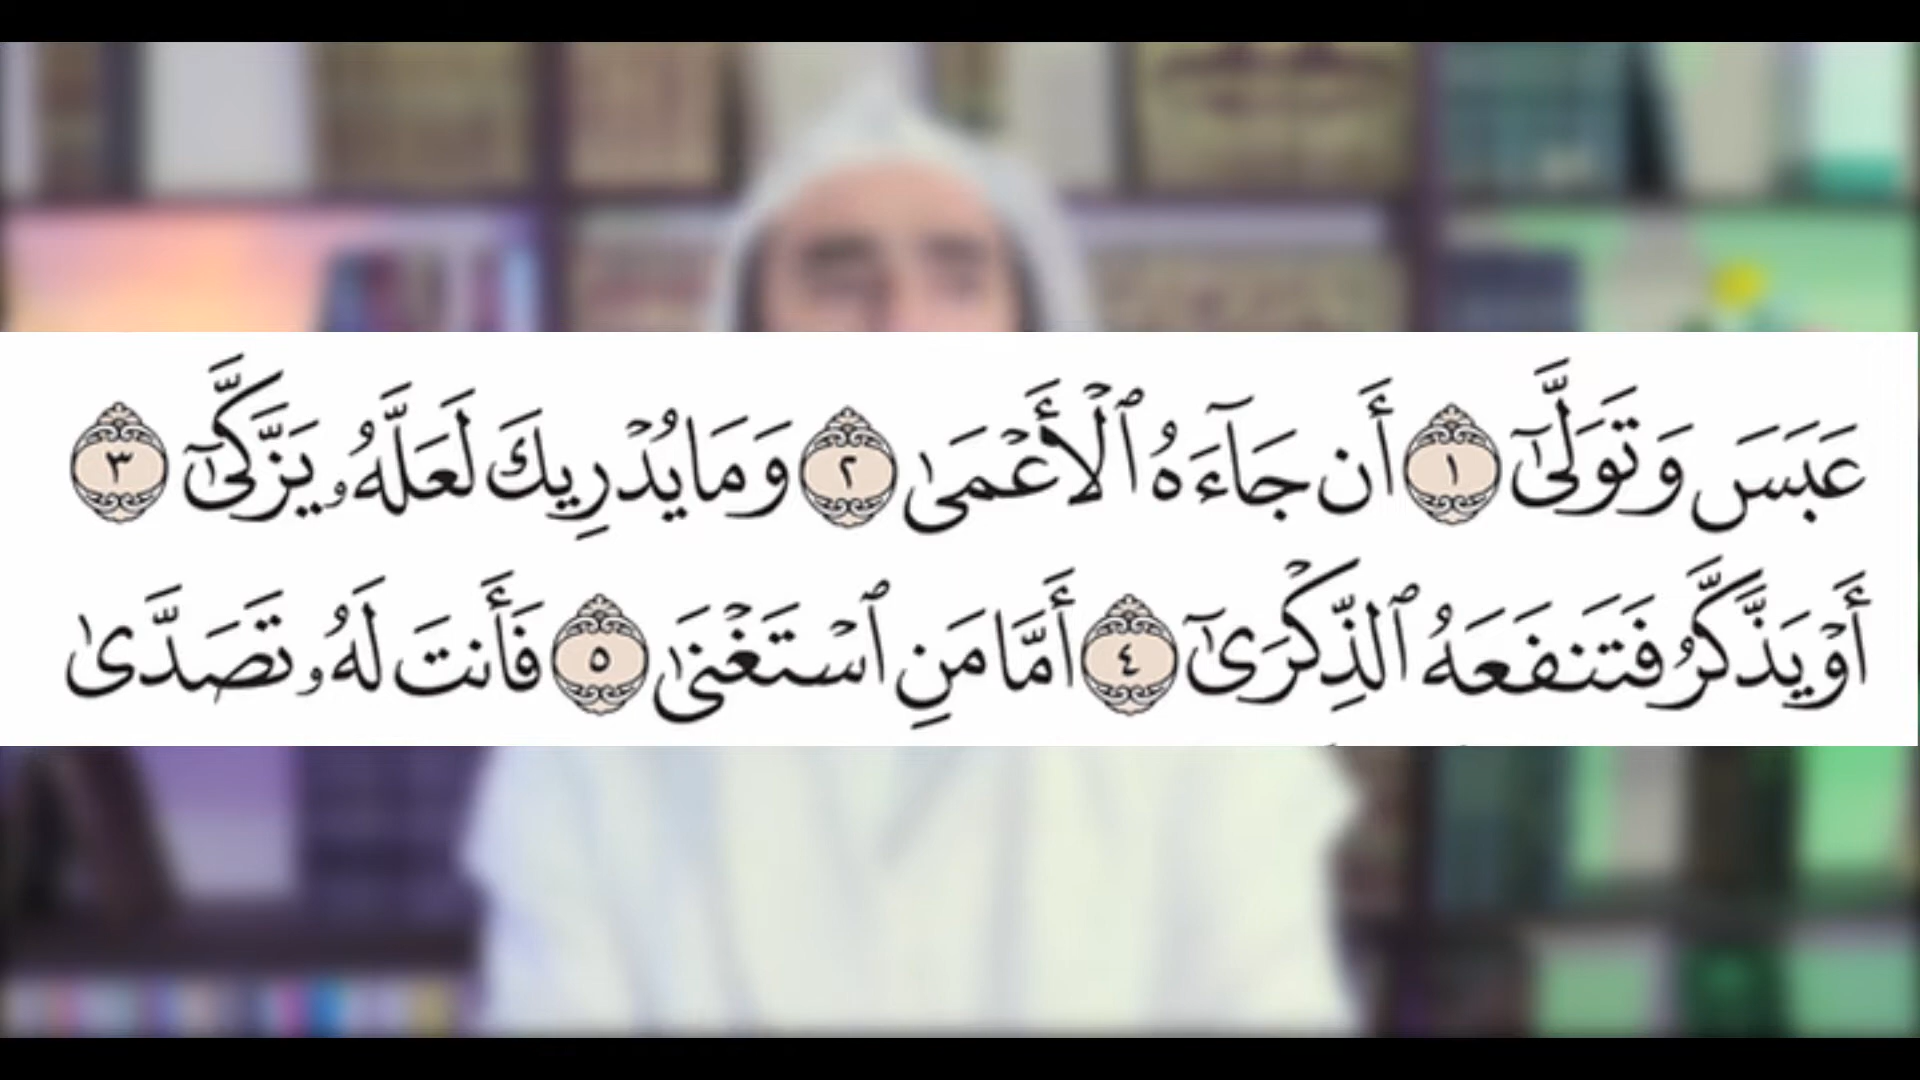 عَبَسَ وَتَوَلَّىٰٓ ١ أَن جَآءَهُ ٱلْأَعْمَىٰ ٢ وَمَا يُدْرِيكَ لَعَلَّهُۥ يَزَّكَّىٰٓ ٣
أَوْ يَذَّكَّرُ فَتَنفَعَهُ ٱلذِّكْرَىٰٓ ٤ أَمَّا مَنِ ٱسْتَغْنَىٰ ٥ فَأَنتَ لَهُۥ تَصَدَّىٰ